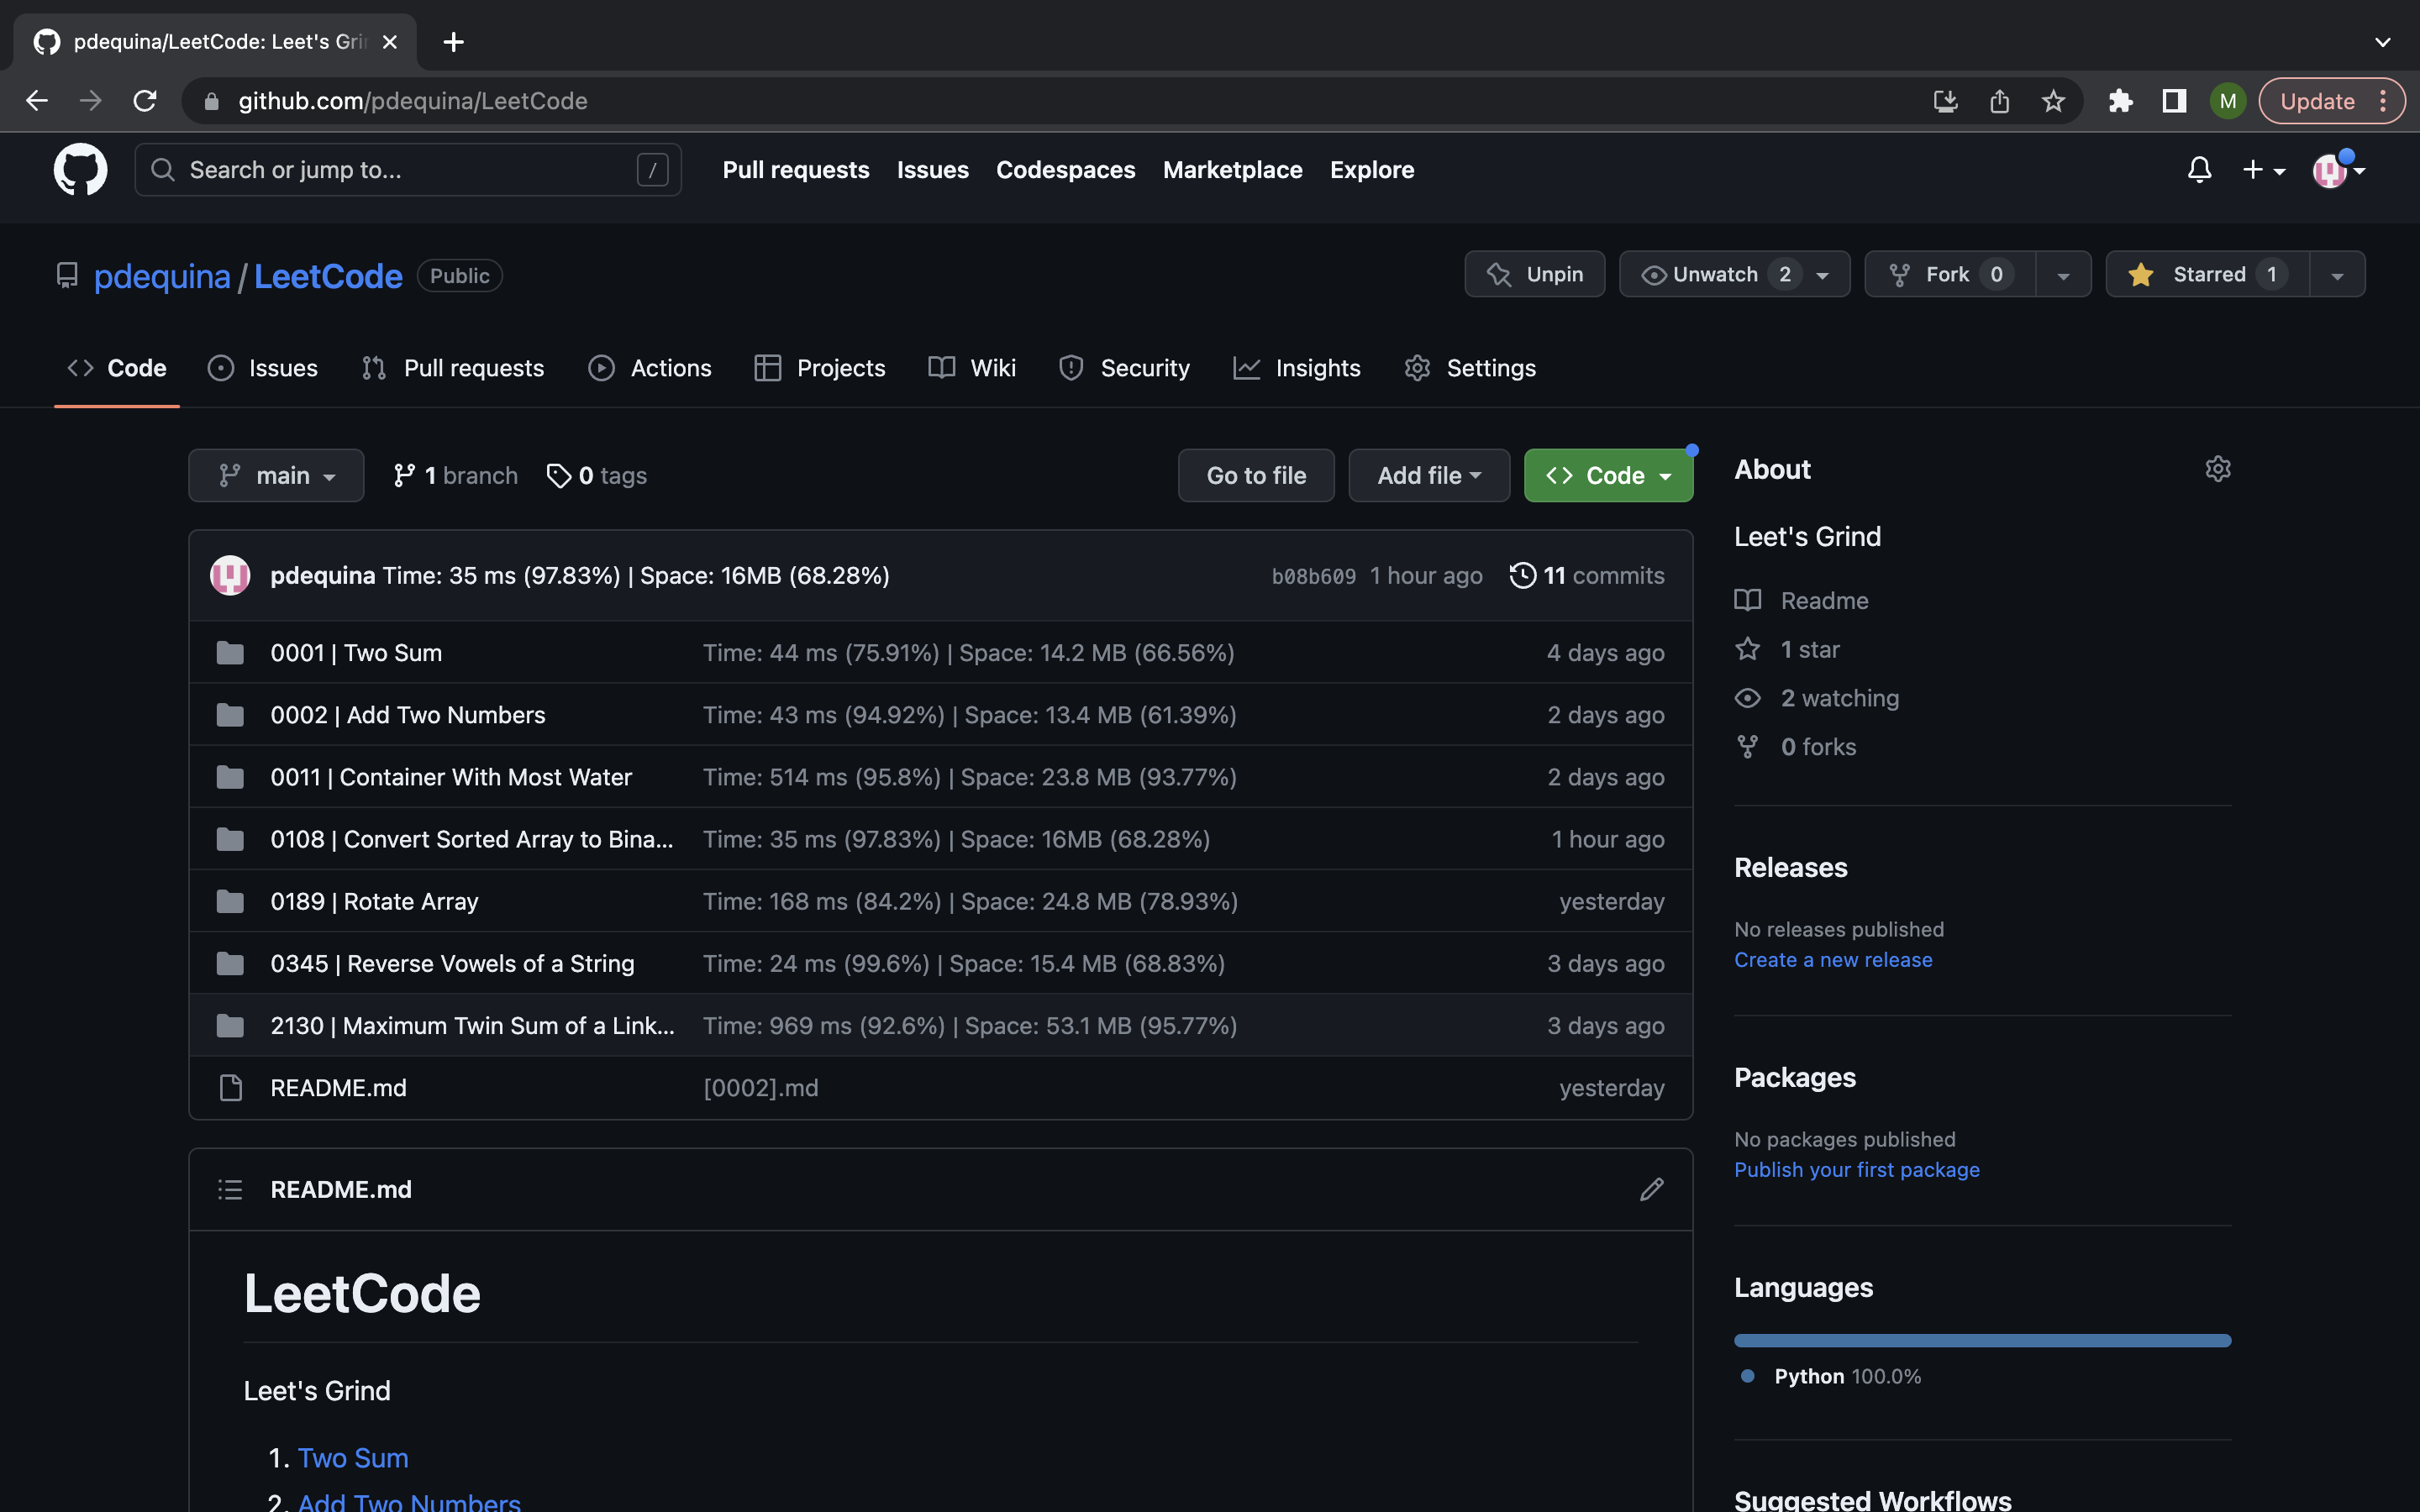 pdequina/LeetCode: Leet's Gri
github.com/pdequina/LeetCode
M
Update
Search or jump to...
/
Pull requests
Issues
Codespaces
Marketplace
Explore
pdequina / LeetCode Public
Unpin
Unwatch 2
Fork 0
Starred 1
Code
Issues
Pull requests
Actions
Projects
Wiki
Security
Insights
Settings
main
1 branch
0 tags
Go to file
Add file
Code
pdequina Time: 35 ms (97.83%) | Space: 16MB (68.28%) b08b609 1 hour ago 11 commits
0001 | Two Sum Time: 44 ms (75.91%) | Space: 14.2 MB (66.56%) 4 days ago
0002 | Add Two Numbers Time: 43 ms (94.92%) | Space: 13.4 MB (61.39%) 2 days ago
0011 | Container With Most Water Time: 514 ms (95.8%) | Space: 23.8 MB (93.77%) 2 days ago
0108 | Convert Sorted Array to Bina... Time: 35 ms (97.83%) | Space: 16MB (68.28%) 1 hour ago
0189 | Rotate Array Time: 168 ms (84.2%) | Space: 24.8 MB (78.93%) yesterday
0345 | Reverse Vowels of a String Time: 24 ms (99.6%) | Space: 15.4 MB (68.83%) 3 days ago
2130 | Maximum Twin Sum of a Link... Time: 969 ms (92.6%) | Space: 53.1 MB (95.77%) 3 days ago
README.md [0002].md yesterday
README.md
LeetCode
Leet's Grind
1. Two Sum
2. Add Two Numbers
About
Leet's Grind
Readme
1 star
2 watching
0 forks
Releases
No releases published
Create a new release
Packages
No packages published
Publish your first package
Languages
Python 100.0%
Suggested Workflows